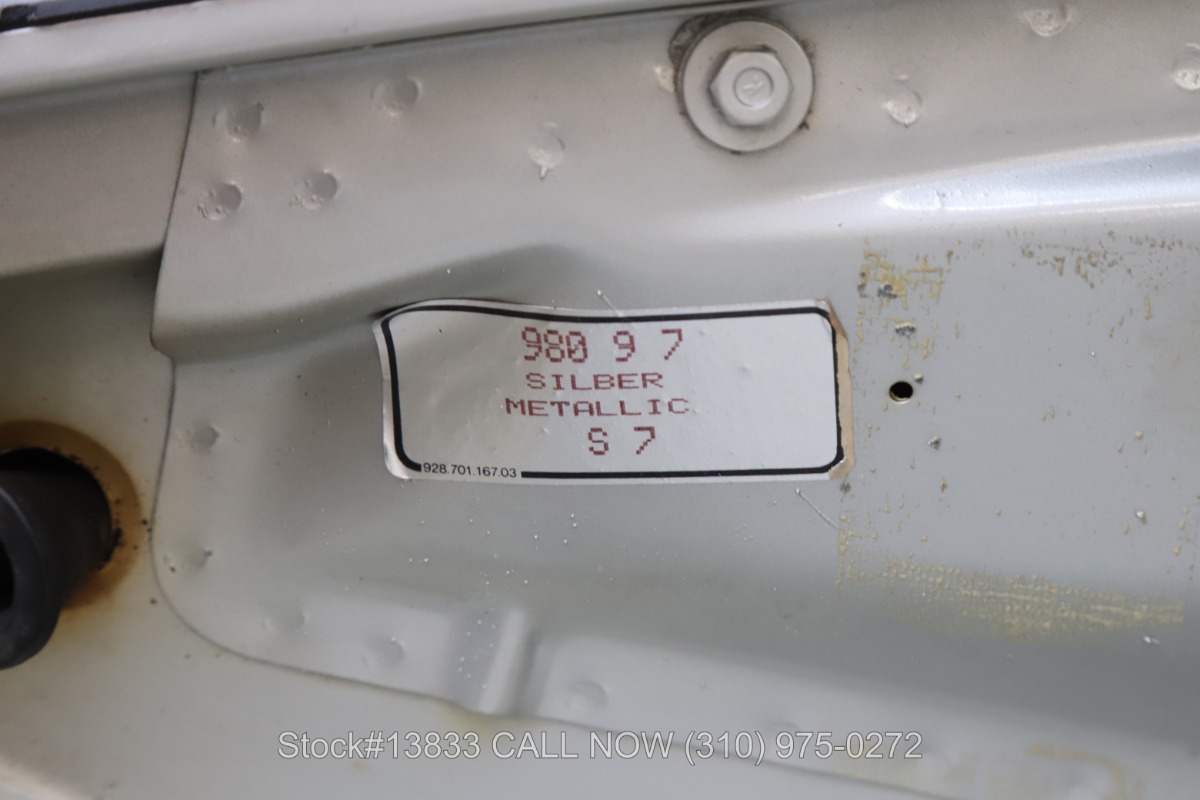 980 9 7
SILBER
METALLIC
S 7
928.701.167.03
Stock#13833 CALL NOW (310) 975-0272